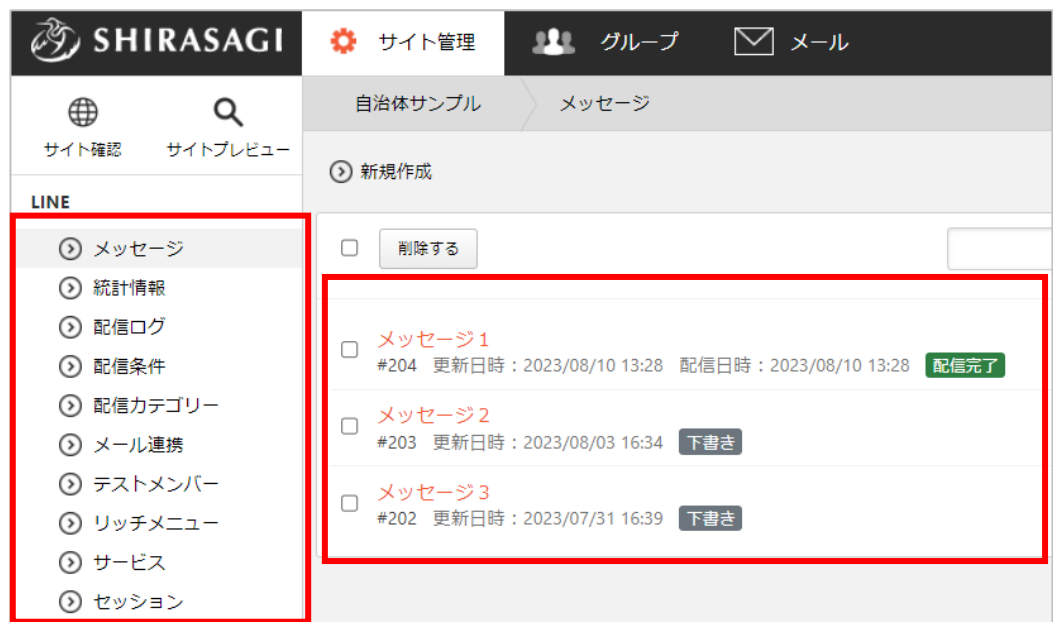 SHIRASAGI
サイト管理
グループ
メール
サイト確認
サイトプレビュー
自治体サンプル
メッセージ
新規作成
LINE
メッセージ
統計情報
配信ログ
配信条件
配信カテゴリー
メール連携
テストメンバー
リッチメニュー
サービス
セッション
削除する
メッセージ1
#204 更新日時：2023/08/10 13:28 配信日時：2023/08/10 13:28 配信完了
メッセージ2
#203 更新日時：2023/08/03 16:34 下書き
メッセージ3
#202 更新日時：2023/07/31 16:39 下書き